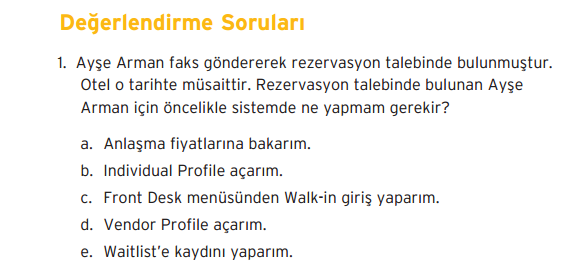 Değerlendirme Soruları
1. Ayşe Arman faks göndererek rezervasyon talebinde bulunmuştur.
Otel o tarihte müsaittir. Rezervasyon talebinde bulunan Ayşe
Arman için öncelikle sistemde ne yapmam gerekir?
a. Anlaşma fiyatlarına bakarım.
b. Individual Profile açarım.
c. Front Desk menüsünden Walk-in giriş yaparım.
d. Vendor Profile açarım.
e. Waitlist’e kaydını yaparım.